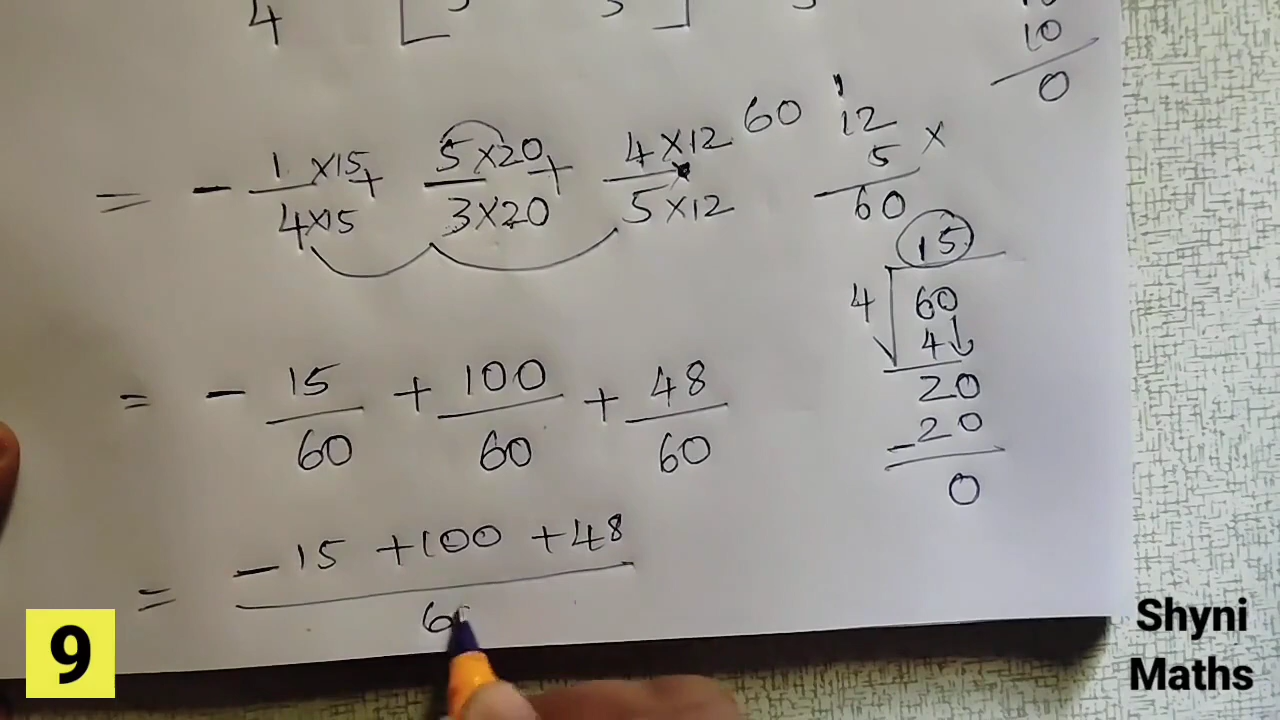 4
10
0
= - 1 ×15 + 5×20 + 4×12 60
4×15 3×20 5×12
1
12
5 ×
60
15
4 60
4↓
20
-20
0
= - 15/60 + 100/60 + 48/60
= -15 +100 +48
60
9
Shyni
Maths